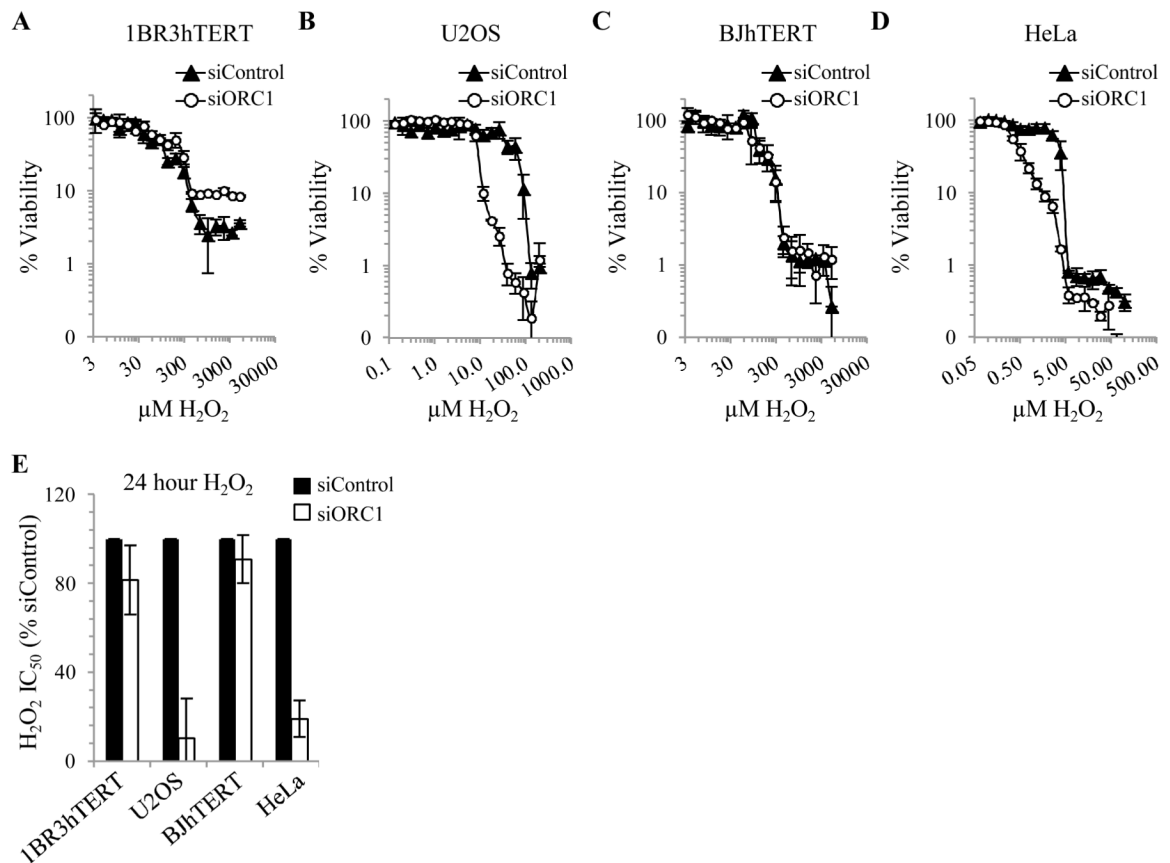 A
1BR3hTERT
siControl
siORC1
% Viability
100
10
1
0
3
30
300
3000
30000
µM H₂O₂
B
U2OS
siControl
siORC1
% Viability
100
10
1
0
0.1
1.0
10.0
100.0
1000.0
µM H₂O₂
C
BJhTERT
siControl
siORC1
% Viability
100
10
1
0
3
30
300
3000
30000
µM H₂O₂
D
HeLa
siControl
siORC1
% Viability
100
10
1
0
0.05
0.50
5.00
50.00
500.00
µM H₂O₂
E
24 hour H₂O₂
siControl
siORC1
H₂O₂ IC₅₀ (% siControl)
120
80
40
0
1BR3hTERT
U2OS
BJhTERT
HeLa